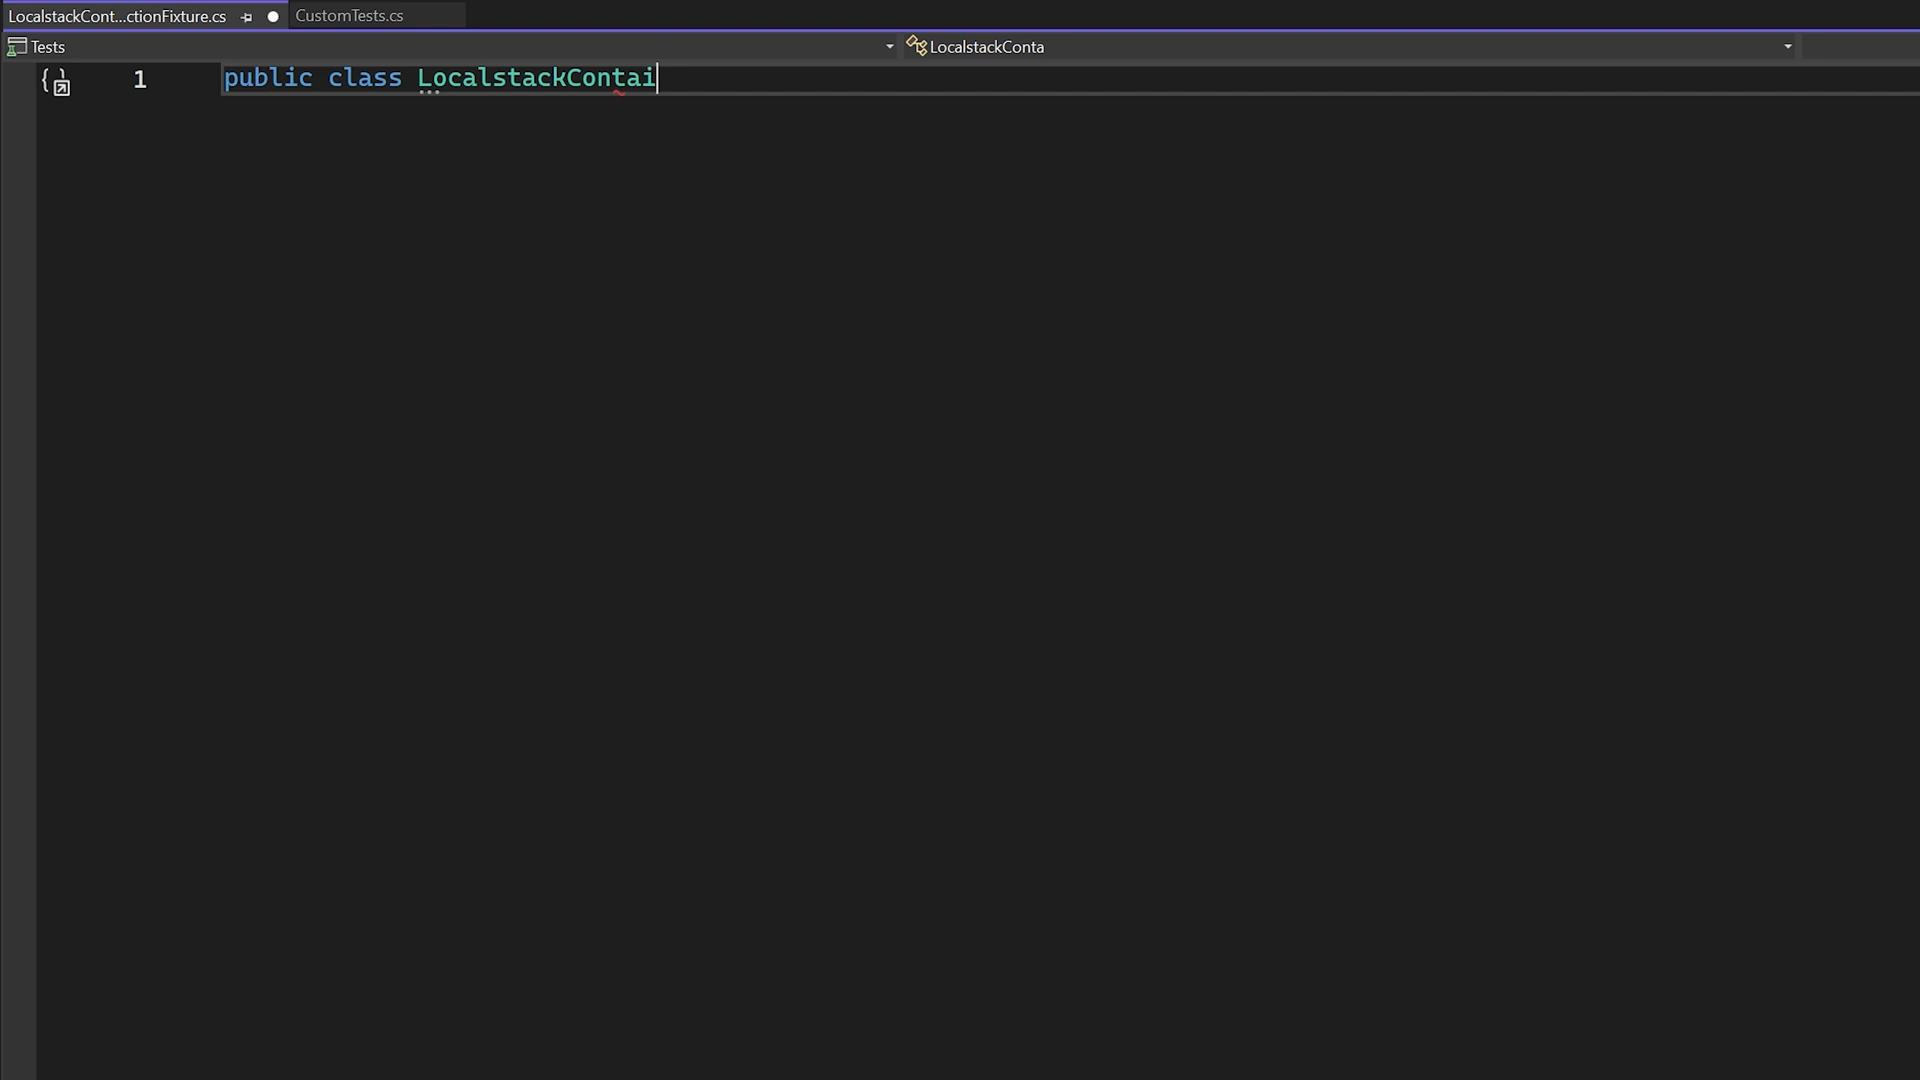 LocalstackCont...ctionFixture.cs CustomTests.cs
Tests LocalstackConta
1 public class LocalstackContai